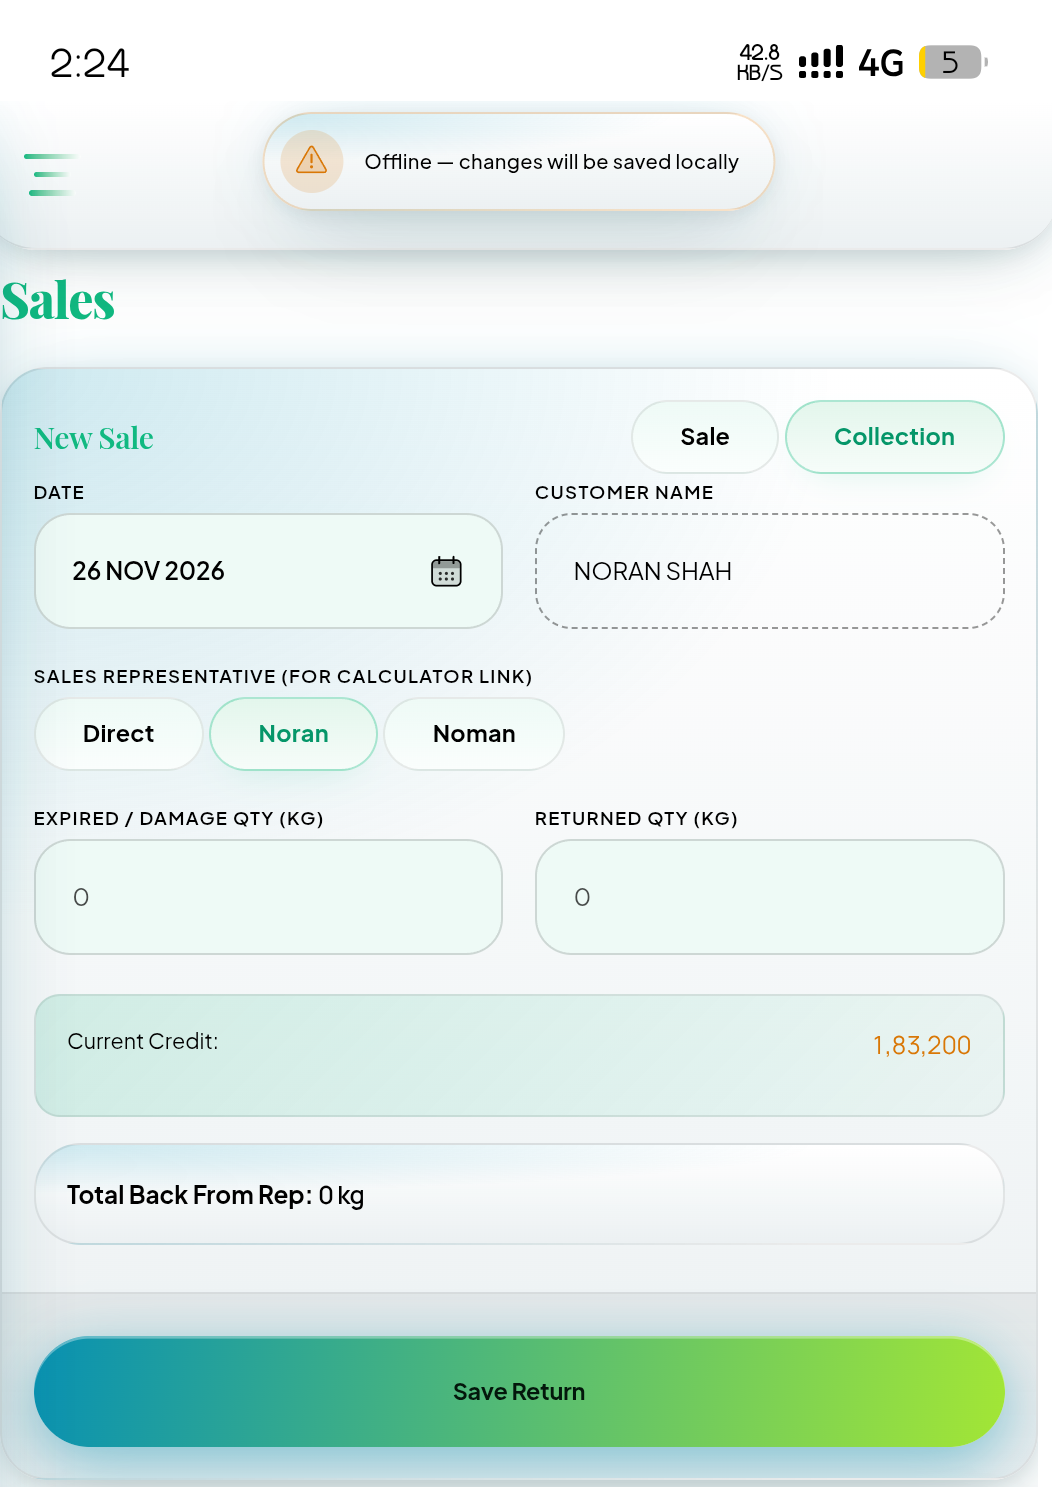 2:24
42.8
KB/S
4G
5
Offline — changes will be saved locally
Sales
New Sale
Sale
Collection
DATE
CUSTOMER NAME
26 NOV 2026
NORAN SHAH
SALES REPRESENTATIVE (FOR CALCULATOR LINK)
Direct
Noran
Noman
EXPIRED / DAMAGE QTY (KG)
RETURNED QTY (KG)
0
0
Current Credit:
1,83,200
Total Back From Rep: 0 kg
Save Return